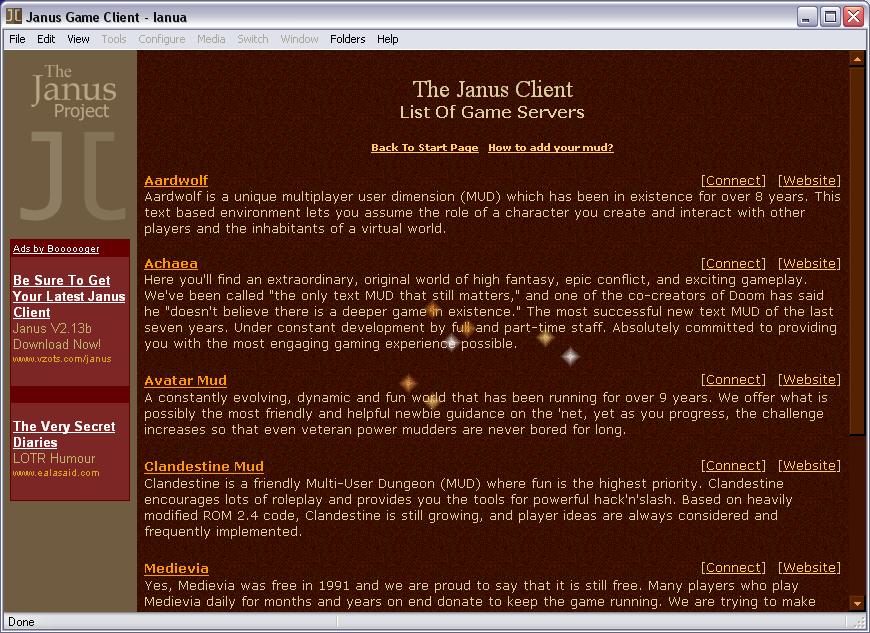 Janus Game Client - Ianua
File Edit View Tools Configure Media Switch Window Folders Help
The
Janus
Project
Ads by Boooooger
Be Sure To Get
Your Latest Janus
Client
Janus V2.13b
Download Now!
www.vzots.com/janus
The Very Secret
Diaries
LOTR Humour
www.ealasaid.com
The Janus Client
List Of Game Servers
Back To Start Page How to add your mud?
Aardwolf [Connect] [Website]
Aardwolf is a unique multiplayer user dimension (MUD) which has been in existence for over 8 years. This
text based environment lets you assume the role of a character you create and interact with other
players and the inhabitants of a virtual world.
Achaea [Connect] [Website]
Here you'll find an extraordinary, original world of high fantasy, epic conflict, and exciting gameplay.
We've been called "the only text MUD that still matters," and one of the co-creators of Doom has said
he "doesn't believe there is a deeper game in existence." The most successful new text MUD of the last
seven years. Under constant development by full and part-time staff. Absolutely committed to providing
you with the most engaging gaming experience possible.
Avatar Mud [Connect] [Website]
A constantly evolving, dynamic and fun world that has been running for over 9 years. We offer what is
possibly the most friendly and helpful newbie guidance on the 'net, yet as you progress, the challenge
increases so that even veteran power mudders are never bored for long.
Clandestine Mud [Connect] [Website]
Clandestine is a friendly Multi-User Dungeon (MUD) where fun is the highest priority. Clandestine
encourages lots of roleplay and provides you the tools for powerful hack'n'slash. Based on heavily
modified ROM 2.4 code, Clandestine is still growing, and player ideas are always considered and
frequently implemented.
Medievia [Connect] [Website]
Yes, Medievia was free in 1991 and we are proud to say that it is still free. Many players who play
Medievia daily for months and years on end donate to keep the game running. We are trying to make
Done